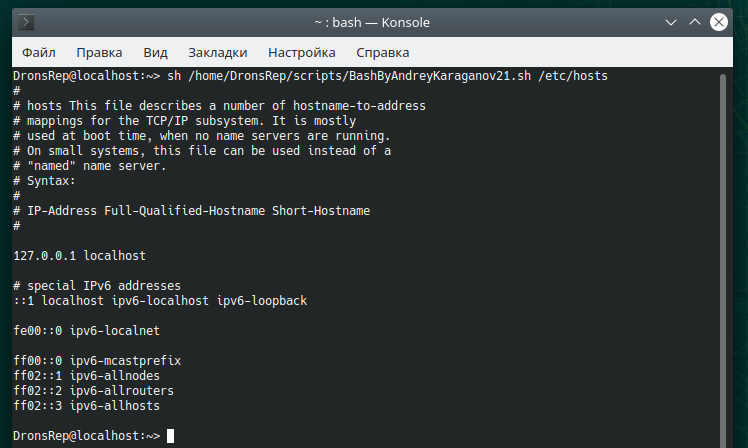 ~ : bash — Konsole
Файл Правка Вид Закладки Настройка Справка
DronsRep@localhost:~> sh /home/DronsRep/scripts/BashByAndreyKaraganov21.sh /etc/hosts
#
# hosts This file describes a number of hostname-to-address
# mappings for the TCP/IP subsystem. It is mostly
# used at boot time, when no name servers are running.
# On small systems, this file can be used instead of a
# "named" name server.
# Syntax:
#
# IP-Address Full-Qualified-Hostname Short-Hostname
#
127.0.0.1 localhost
# special IPv6 addresses
::1 localhost ipv6-localhost ipv6-loopback
fe00::0 ipv6-localnet
ff00::0 ipv6-mcastprefix
ff02::1 ipv6-allnodes
ff02::2 ipv6-allrouters
ff02::3 ipv6-allhosts
DronsRep@localhost:~>